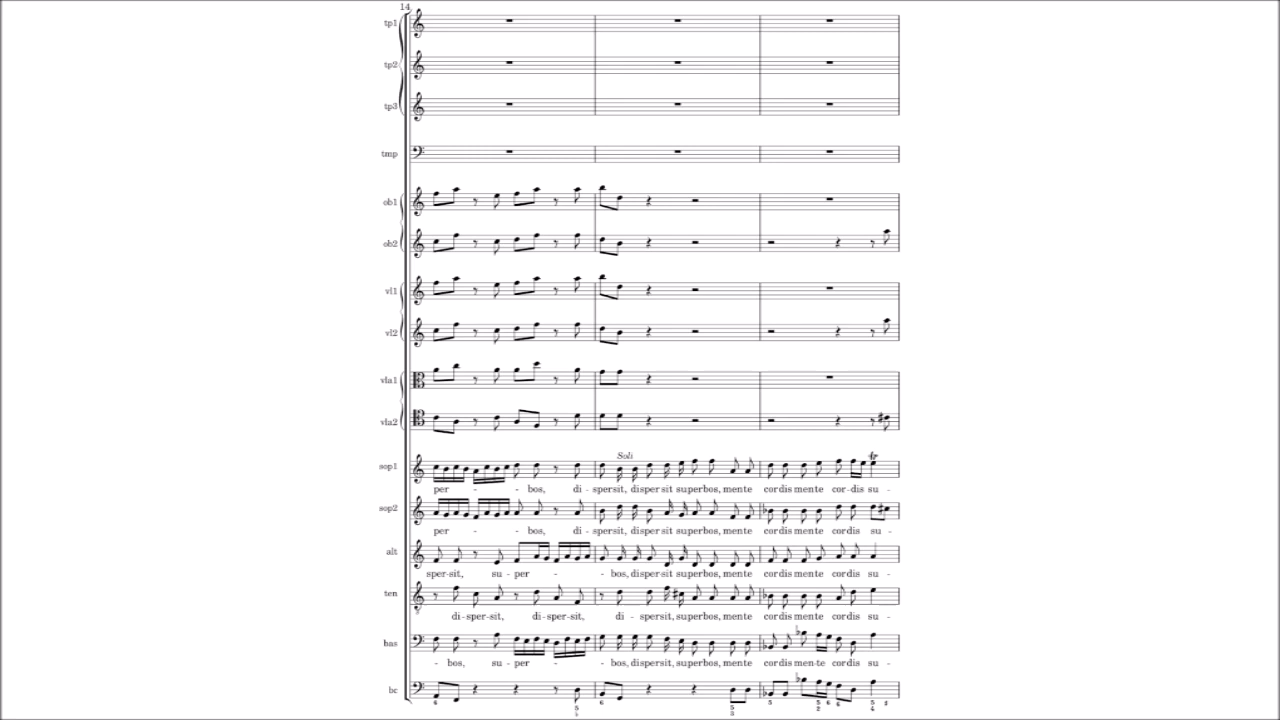 14
tp1
tp2
tp3
tmp
ob1
ob2
vl1
vl2
vla1
vla2
Soli
sop1
per - - - bos, di - spersit, dispersit superbos, mente cordis mente cor-dis su -
sop2
per - - - bos, di - spersit, dispersit superbos, mente cordis mente cordis su -
alt
sper-sit, su - per - - - bos, dispersit, superbos, mente cordis mente cordis su -
ten
di - sper - sit, di - sper - sit, di - spersit, superbos, mente cordis mente cordis su -
bas
- bos, su - per - - - bos, dispersit, superbos, mente cordis men-te cordis su -
bc